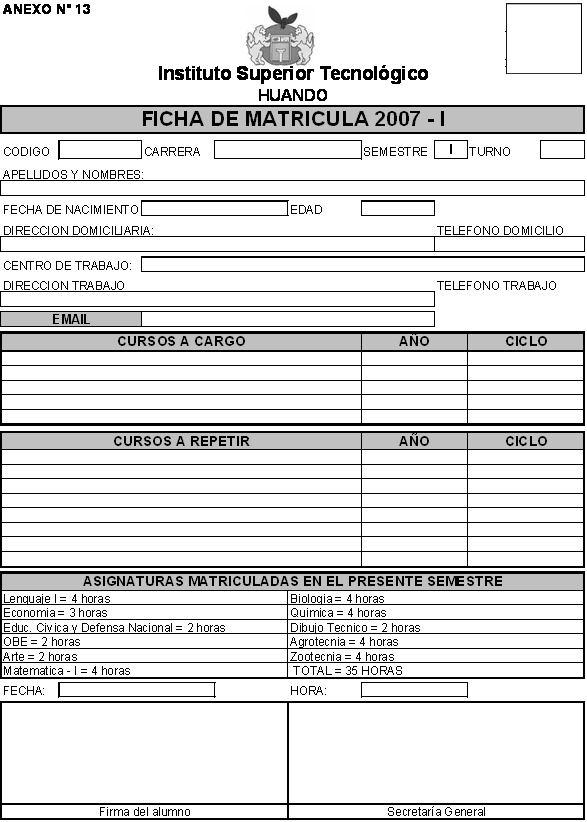 ANEXO N° 13
Instituto Superior Tecnológico
HUANDO
FICHA DE MATRICULA 2007 - I
CODIGO CARRERA SEMESTRE I TURNO
APELLIDOS Y NOMBRES:
FECHA DE NACIMIENTO EDAD
DIRECCION DOMICILIARIA: TELEFONO DOMICILIO
CENTRO DE TRABAJO:
DIRECCION TRABAJO TELEFONO TRABAJO
EMAIL
CURSOS A CARGO AÑO CICLO
CURSOS A REPETIR AÑO CICLO
ASIGNATURAS MATRICULADAS EN EL PRESENTE SEMESTRE
Lenguaje I = 4 horas Biologia = 4 horas
Economia = 3 horas Quimica = 4 horas
Educ. Civica y Defensa Nacional = 2 horas Dibujo Tecnico = 2 horas
OBE = 2 horas Agrotecnia = 4 horas
Arte = 2 horas Zootecnia = 4 horas
Matematica - I = 4 horas TOTAL = 35 HORAS
FECHA: HORA:
Firma del alumno Secretaría General